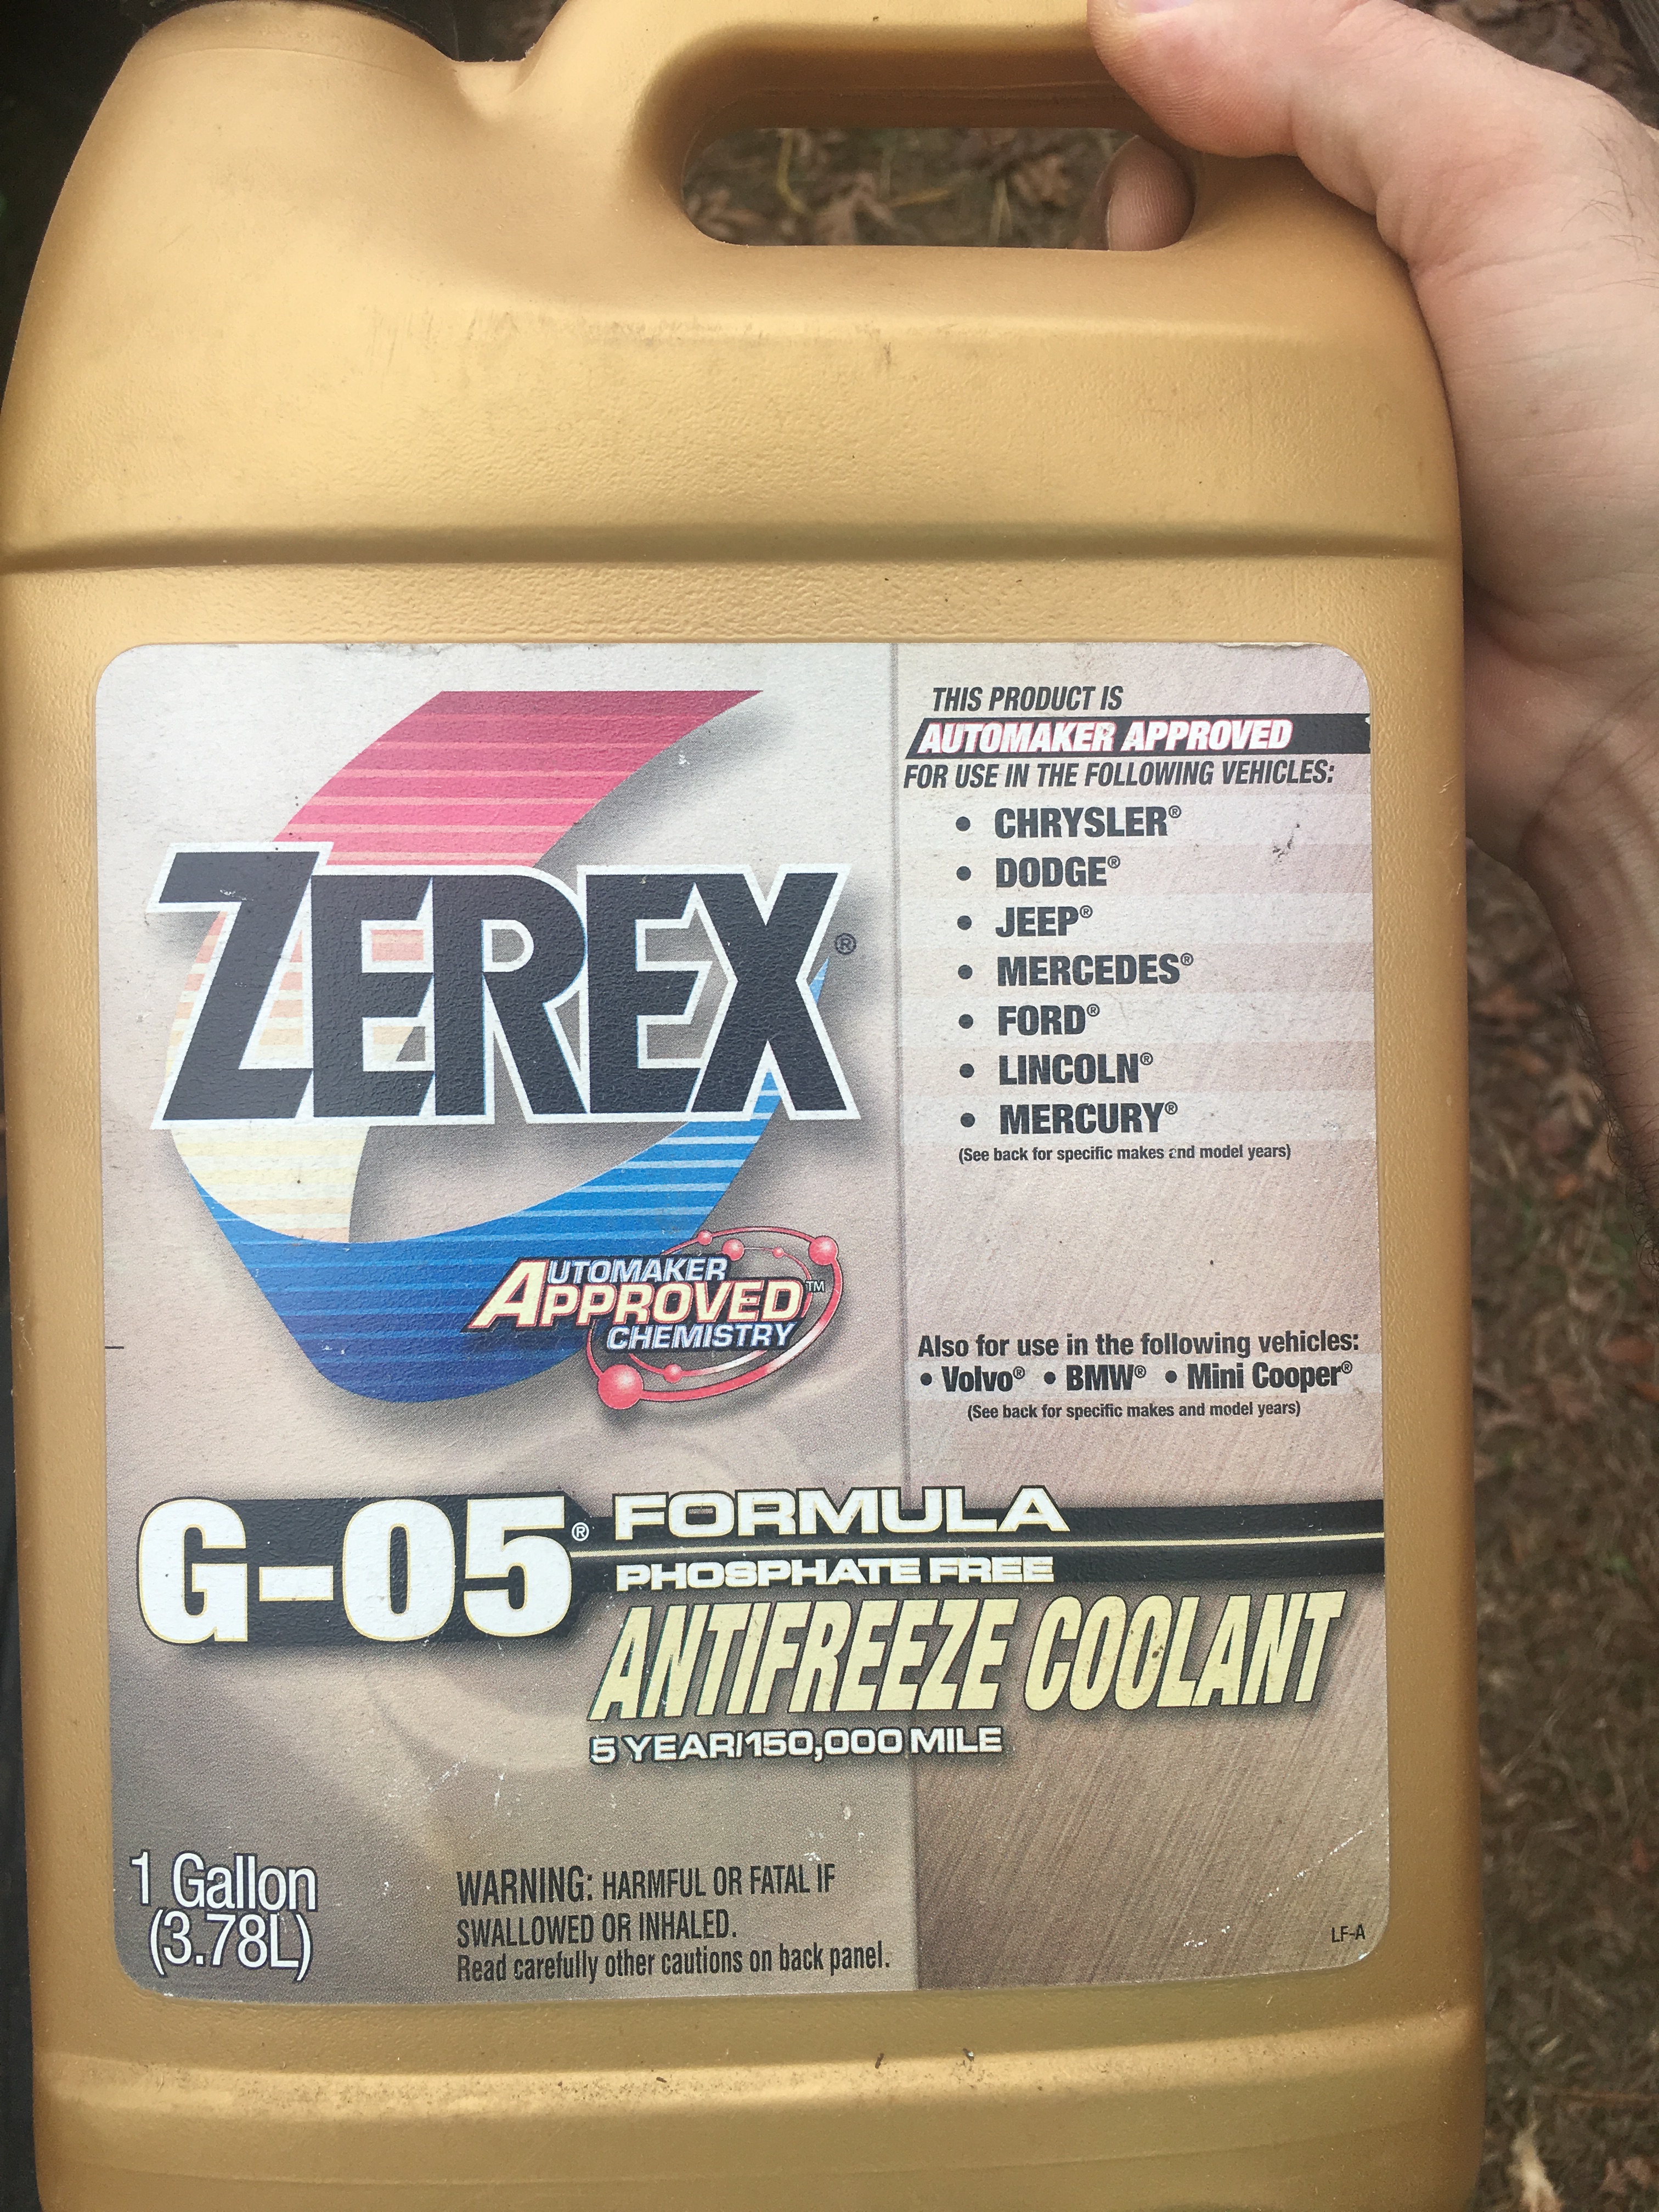 ZEREX®
AUTOMAKER
APPROVED™
CHEMISTRY
THIS PRODUCT IS
AUTOMAKER APPROVED
FOR USE IN THE FOLLOWING VEHICLES:
• CHRYSLER®
• DODGE®
• JEEP®
• MERCEDES®
• FORD®
• LINCOLN®
• MERCURY®
(See back for specific makes and model years)
Also for use in the following vehicles:
• Volvo® • BMW® • Mini Cooper®
(See back for specific makes and model years)
G-05® FORMULA
PHOSPHATE FREE
ANTIFREEZE COOLANT
5 YEAR/150,000 MILE
1 Gallon
(3.78L)
WARNING: HARMFUL OR FATAL IF
SWALLOWED OR INHALED.
Read carefully other cautions on back panel.
LF-A